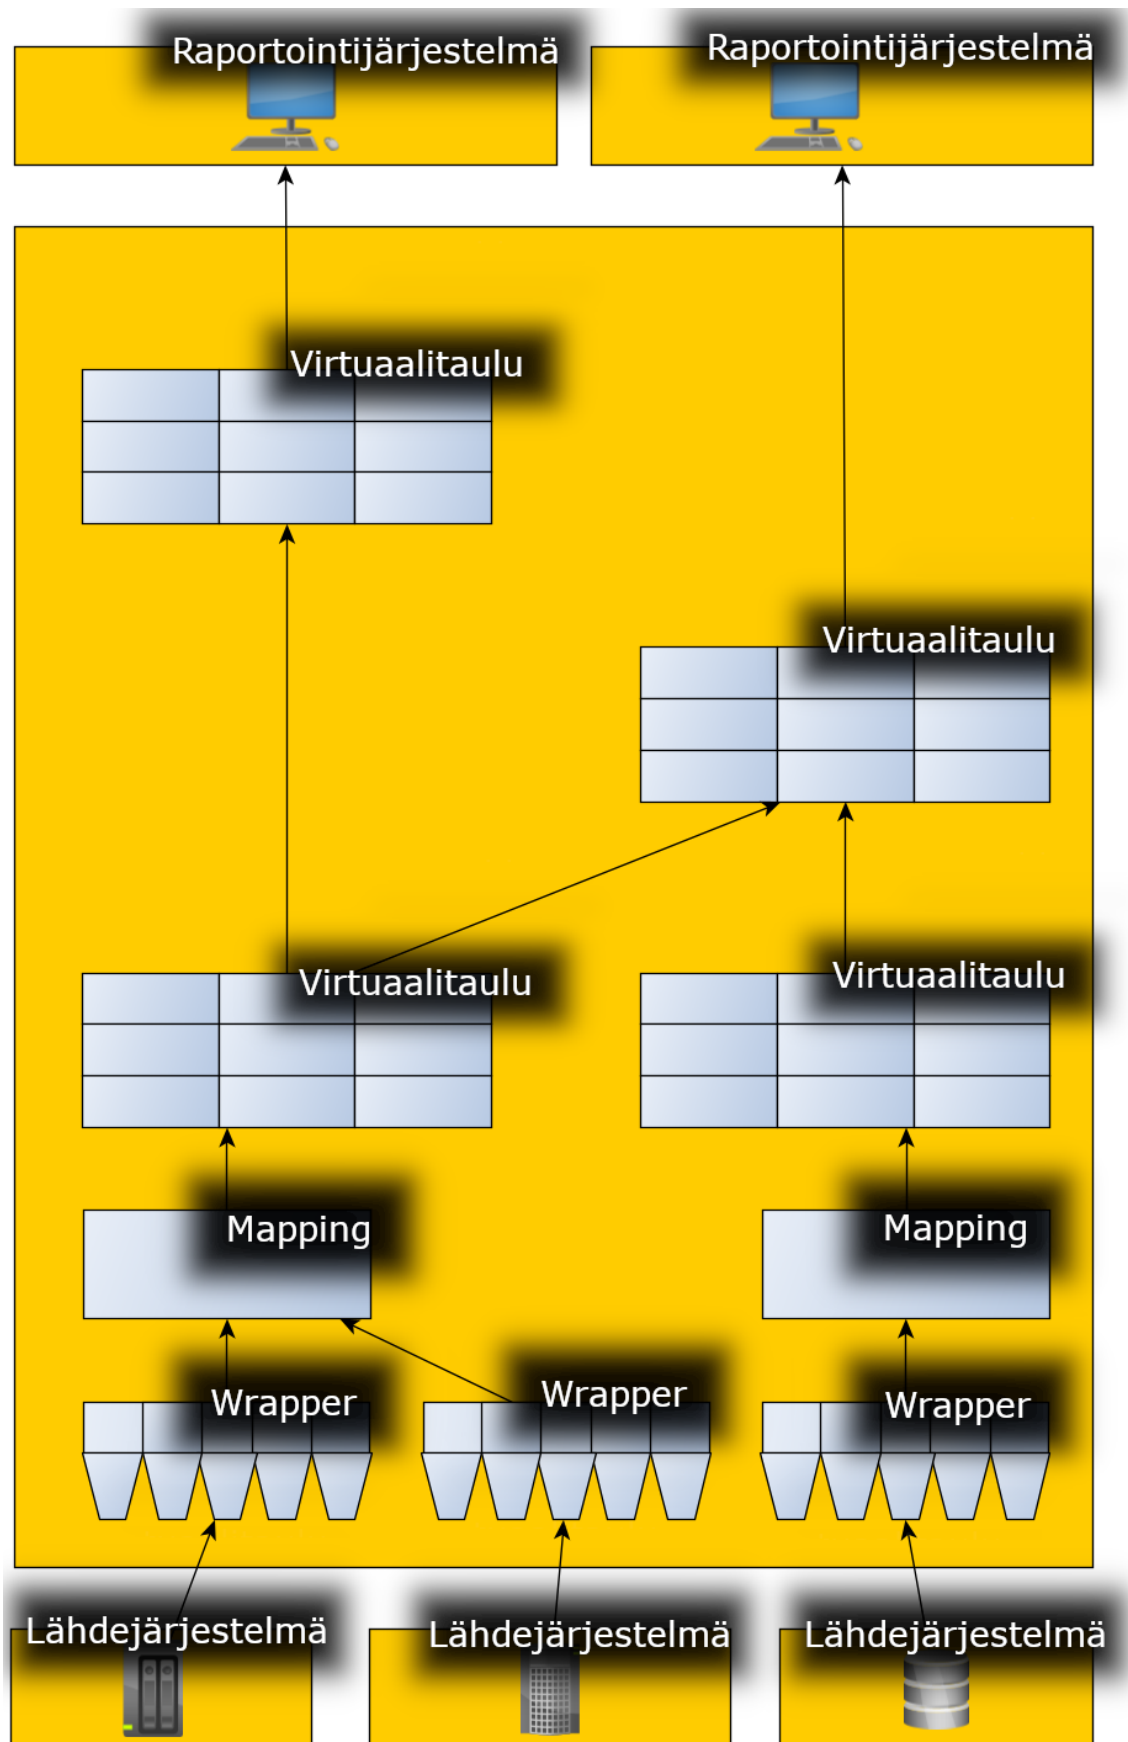 Raportointijärjestelmä
Raportointijärjestelmä
Virtuaalitaulu
Virtuaalitaulu
Virtuaalitaulu
Virtuaalitaulu
Mapping
Mapping
Wrapper
Wrapper
Wrapper
Lähdejärjestelmä
Lähdejärjestelmä
Lähdejärjestelmä